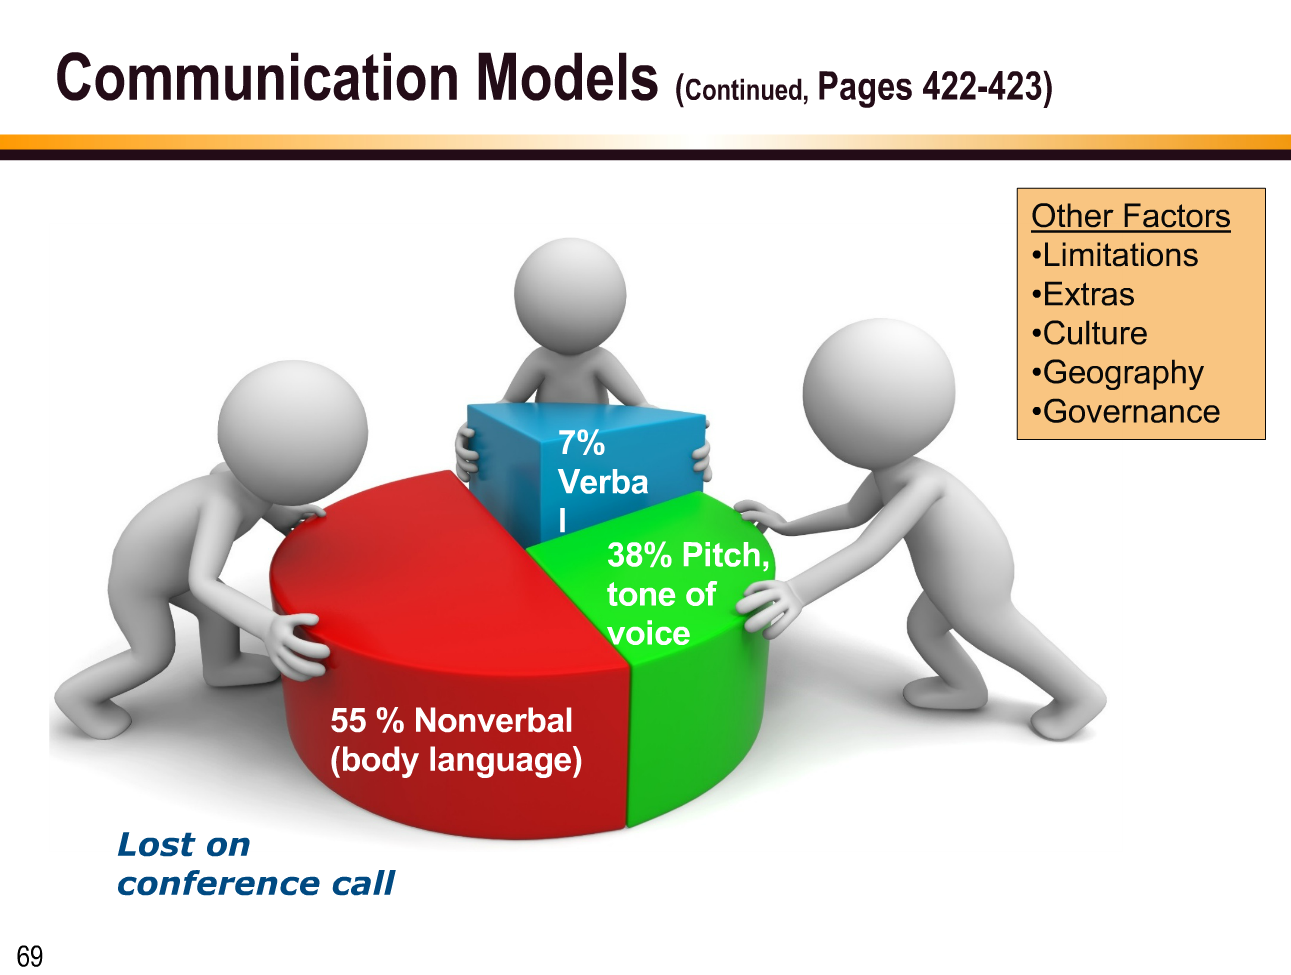 Communication Models (Continued, Pages 422-423)
Other Factors
•Limitations
•Extras
•Culture
•Geography
•Governance
7%
Verba
l
38% Pitch,
tone of
voice
55 % Nonverbal
(body language)
Lost on
conference call
69